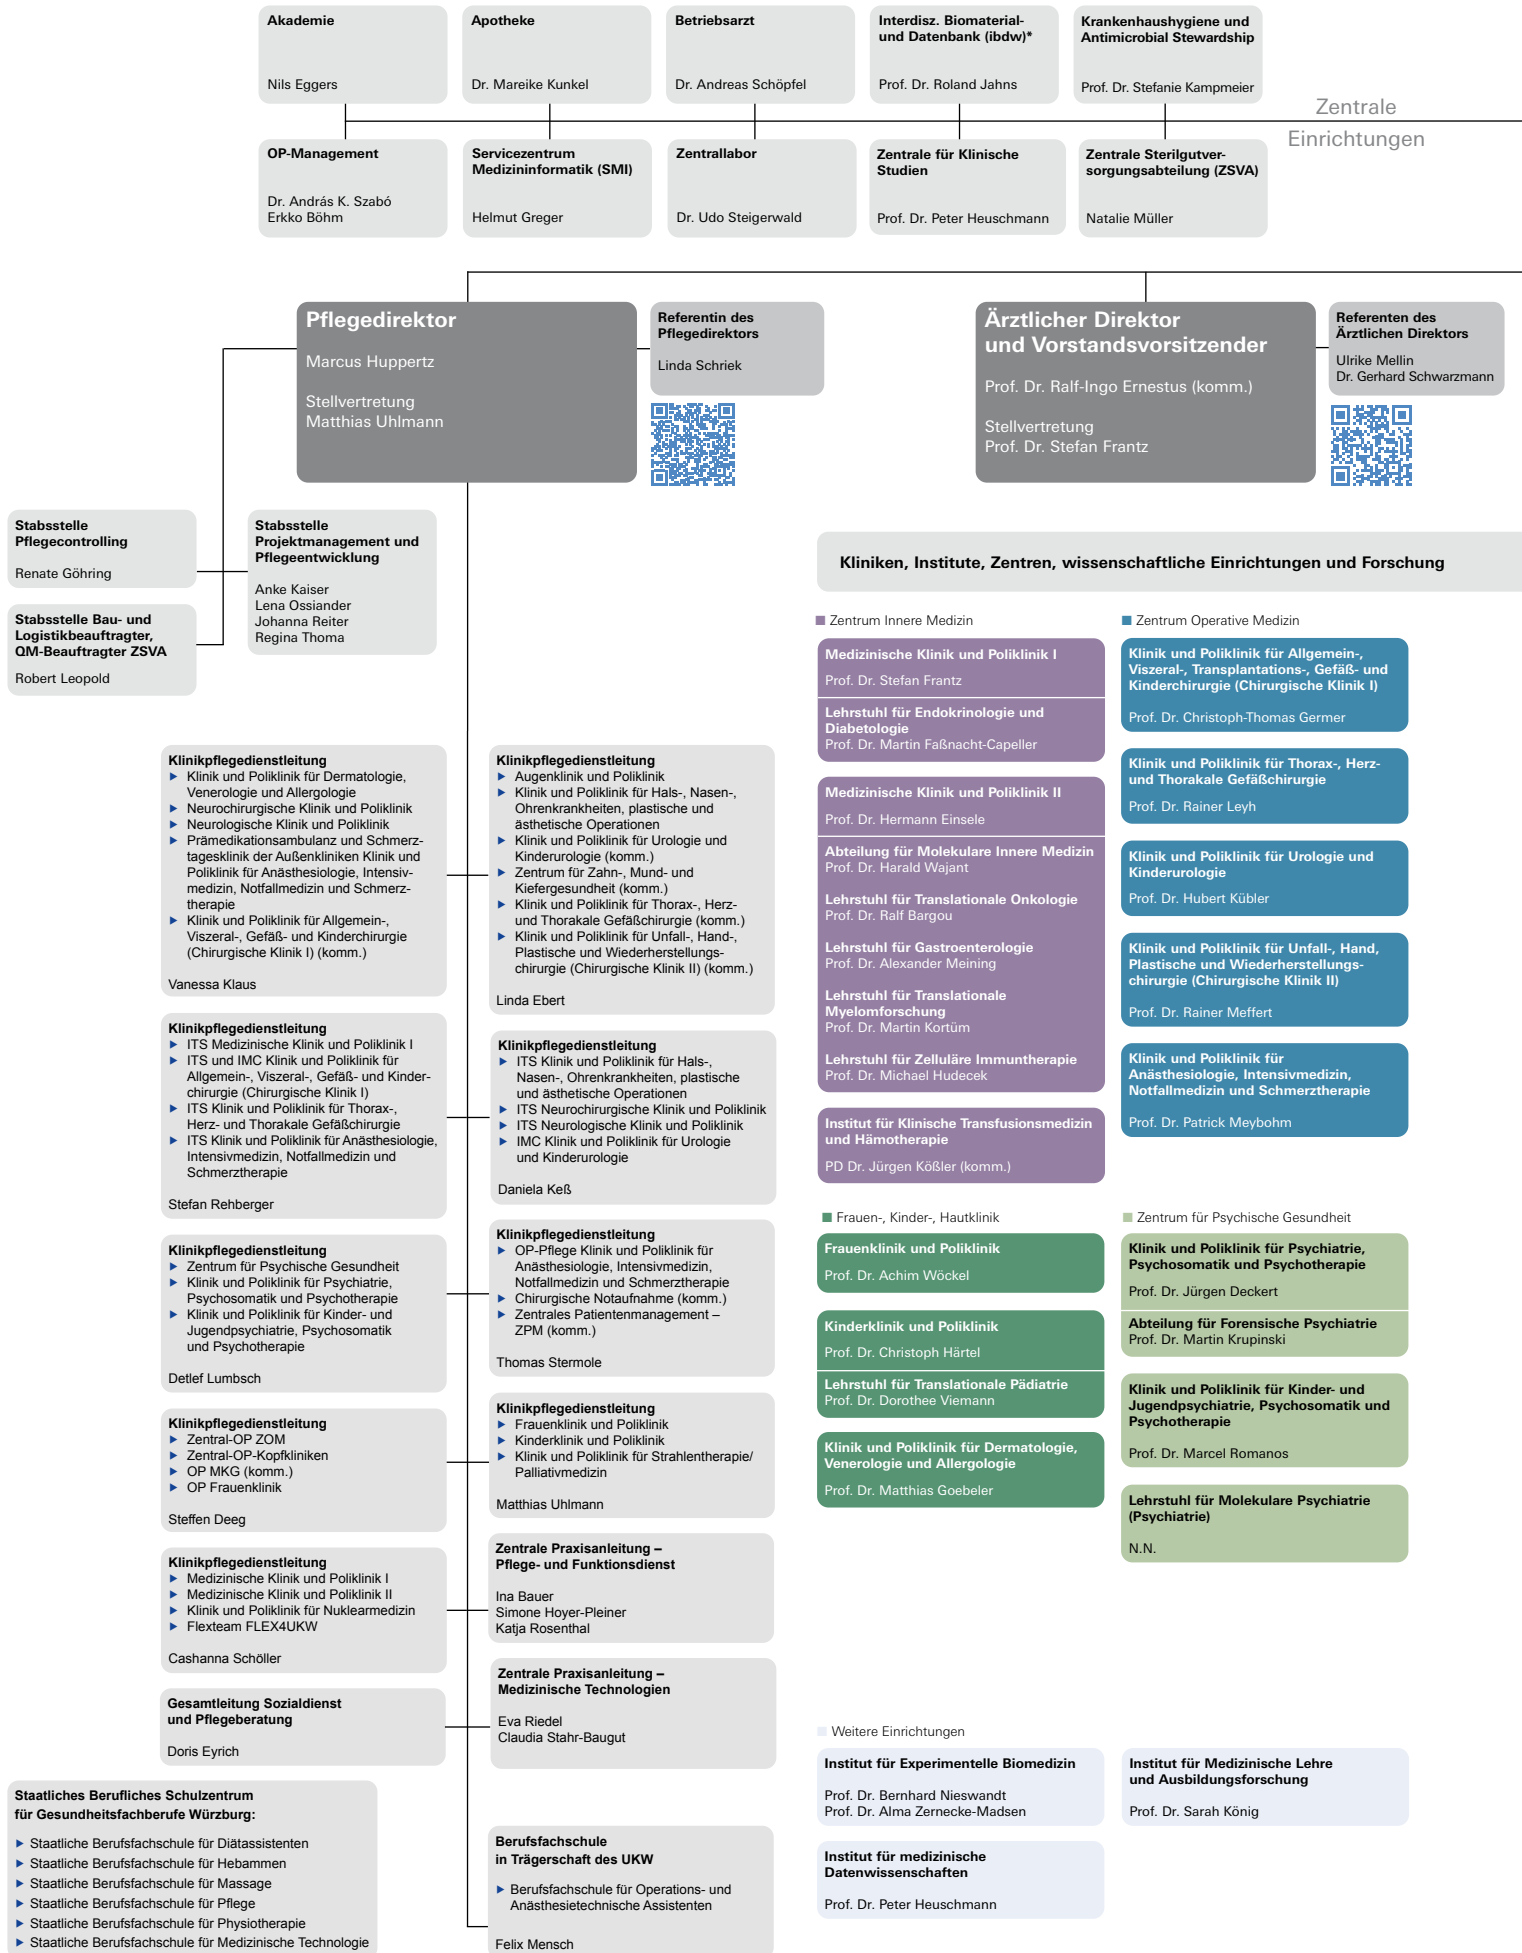 Akademie
Nils Eggers
Apotheke
Dr. Mareike Kunkel
Betriebsarzt
Dr. Andreas Schöpfel
Interdisz. Biomaterial-
und Datenbank (ibdw)*
Prof. Dr. Roland Jahns
Krankenhaushygiene und
Antimicrobial Stewardship
Prof. Dr. Stefanie Kampmeier
Zentrale
Einrichtungen
OP-Management
Dr. András K. Szabó
Erkko Böhm
Servicezentrum
Medizininformatik (SMI)
Helmut Greger
Zentrallabor
Dr. Udo Steigerwald
Zentrale für Klinische
Studien
Prof. Dr. Peter Heuschmann
Zentrale Sterilgutver-
sorgungsabteilung (ZSVA)
Natalie Müller
Pflegedirektor
Marcus Huppertz
Stellvertretung
Matthias Uhlmann
Referentin des
Pflegedirektors
Linda Schriek
Ärztlicher Direktor
und Vorstandsvorsitzender
Prof. Dr. Ralf-Ingo Ernestus (komm.)
Stellvertretung
Prof. Dr. Stefan Frantz
Referenten des
Ärztlichen Direktors
Ulrike Mellin
Dr. Gerhard Schwarzmann
Stabsstelle
Pflegecontrolling
Renate Göhring
Stabsstelle
Projektmanagement und
Pflegeentwicklung
Anke Kaiser
Lena Ossiander
Johanna Reiter
Regina Thoma
Stabsstelle Bau- und
Logistikbeauftragter,
QM-Beauftragter ZSVA
Robert Leopold
Klinikpflegedienstleitung
► Klinik und Poliklinik für Dermatologie,
Venerologie und Allergologie
► Neurochirurgische Klinik und Poliklinik
► Neurologische Klinik und Poliklinik
► Prämedikationsambulanz und Schmerz-
tagesklinik der Außenkliniken Klinik und
Poliklinik für Anästhesiologie, Intensiv-
medizin, Notfallmedizin und Schmerz-
therapie
► Klinik und Poliklinik für Allgemein-,
Viszeral-, Gefäß- und Kinderchirurgie
(Chirurgische Klinik I) (komm.)
Vanessa Klaus
Klinikpflegedienstleitung
► Augenklinik und Poliklinik
► Klinik und Poliklinik für Hals-, Nasen-,
Ohrenkrankheiten, plastische und
ästhetische Operationen
► Klinik und Poliklinik für Urologie und
Kinderurologie (komm.)
► Zentrum für Zahn-, Mund- und
Kiefergesundheit (komm.)
► Klinik und Poliklinik für Thorax-, Herz-
und Thorakale Gefäßchirurgie (komm.)
► Klinik und Poliklinik für Unfall-, Hand-,
Plastische und Wiederherstellungs-
chirurgie (Chirurgische Klinik II) (komm.)
Linda Ebert
Klinikpflegedienstleitung
► ITS Medizinische Klinik und Poliklinik I
► ITS und IMC Klinik und Poliklinik für
Allgemein-, Viszeral-, Gefäß- und Kinder-
chirurgie (Chirurgische Klinik I)
► ITS Klinik und Poliklinik für Thorax-,
Herz- und Thorakale Gefäßchirurgie
► ITS Klinik und Poliklinik für Anästhesiologie,
Intensivmedizin, Notfallmedizin und
Schmerztherapie
Stefan Rehberger
Klinikpflegedienstleitung
► ITS Klinik und Poliklinik für Hals-,
Nasen-, Ohrenkrankheiten, plastische
und ästhetische Operationen
► ITS Neurochirurgische Klinik und Poliklinik
► ITS Neurologische Klinik und Poliklinik
► IMC Klinik und Poliklinik für Urologie
und Kinderurologie
Daniela Keß
Klinikpflegedienstleitung
► Zentrum für Psychische Gesundheit
► Klinik und Poliklinik für Psychiatrie,
Psychosomatik und Psychotherapie
► Klinik und Poliklinik für Kinder- und
Jugendpsychiatrie, Psychosomatik
und Psychotherapie
Detlef Lumbsch
Klinikpflegedienstleitung
► OP-Pflege Klinik und Poliklinik für
Anästhesiologie, Intensivmedizin,
Notfallmedizin und Schmerztherapie
► Chirurgische Notaufnahme (komm.)
► Zentrales Patientenmanagement –
ZPM (komm.)
Thomas Stermole
Klinikpflegedienstleitung
► Zentral-OP ZOM
► Zentral-OP-Kopfkliniken
► OP MKG (komm.)
► OP Frauenklinik
Steffen Deeg
Klinikpflegedienstleitung
► Frauenklinik und Poliklinik
► Kinderklinik und Poliklinik
► Klinik und Poliklinik für Strahlentherapie/
Palliativmedizin
Matthias Uhlmann
Klinikpflegedienstleitung
► Medizinische Klinik und Poliklinik I
► Medizinische Klinik und Poliklinik II
► Klinik und Poliklinik für Nuklearmedizin
► Flexteam FLEX4UKW
Cashanna Schöller
Zentrale Praxisanleitung –
Pflege- und Funktionsdienst
Ina Bauer
Simone Hoyer-Pleiner
Katja Rosenthal
Gesamtleitung Sozialdienst
und Pflegeberatung
Doris Eyrich
Zentrale Praxisanleitung –
Medizinische Technologien
Eva Riedel
Claudia Stahr-Baugut
Staatliches Berufliches Schulzentrum
für Gesundheitsfachberufe Würzburg:
► Staatliche Berufsfachschule für Diätassistenten
► Staatliche Berufsfachschule für Hebammen
► Staatliche Berufsfachschule für Massage
► Staatliche Berufsfachschule für Pflege
► Staatliche Berufsfachschule für Physiotherapie
► Staatliche Berufsfachschule für Medizinische Technologie
Berufsfachschule
in Trägerschaft des UKW
► Berufsfachschule für Operations- und
Anästhesietechnische Assistenten
Felix Mensch
Kliniken, Institute, Zentren, wissenschaftliche Einrichtungen und Forschung
Zentrum Innere Medizin
Medizinische Klinik und Poliklinik I
Prof. Dr. Stefan Frantz
Lehrstuhl für Endokrinologie und
Diabetologie
Prof. Dr. Martin Faßnacht-Capeller
Medizinische Klinik und Poliklinik II
Prof. Dr. Hermann Einsele
Abteilung für Molekulare Innere Medizin
Prof. Dr. Harald Wajant
Lehrstuhl für Translationale Onkologie
Prof. Dr. Ralf Bargou
Lehrstuhl für Gastroenterologie
Prof. Dr. Alexander Meining
Lehrstuhl für Translationale
Myelomforschung
Prof. Dr. Martin Kortüm
Lehrstuhl für Zelluläre Immuntherapie
Prof. Dr. Michael Hudecek
Institut für Klinische Transfusionsmedizin
und Hämotherapie
PD Dr. Jürgen Kößler (komm.)
Zentrum Operative Medizin
Klinik und Poliklinik für Allgemein-,
Viszeral-, Transplantations-, Gefäß- und
Kinderchirurgie (Chirurgische Klinik I)
Prof. Dr. Christoph-Thomas Germer
Klinik und Poliklinik für Thorax-, Herz-
und Thorakale Gefäßchirurgie
Prof. Dr. Rainer Leyh
Klinik und Poliklinik für Urologie und
Kinderurologie
Prof. Dr. Hubert Kübler
Klinik und Poliklinik für Unfall-, Hand,
Plastische und Wiederherstellungs-
chirurgie (Chirurgische Klinik II)
Prof. Dr. Rainer Meffert
Klinik und Poliklinik für
Anästhesiologie, Intensivmedizin,
Notfallmedizin und Schmerztherapie
Prof. Dr. Patrick Meybohm
Frauen-, Kinder-, Hautklinik
Frauenklinik und Poliklinik
Prof. Dr. Achim Wöckel
Kinderklinik und Poliklinik
Prof. Dr. Christoph Härtel
Lehrstuhl für Translationale Pädiatrie
Prof. Dr. Dorothee Viemann
Klinik und Poliklinik für Dermatologie,
Venerologie und Allergologie
Prof. Dr. Matthias Goebeler
Zentrum für Psychische Gesundheit
Klinik und Poliklinik für Psychiatrie,
Psychosomatik und Psychotherapie
Prof. Dr. Jürgen Deckert
Abteilung für Forensische Psychiatrie
Prof. Dr. Martin Krupinski
Klinik und Poliklinik für Kinder- und
Jugendpsychiatrie, Psychosomatik und
Psychotherapie
Prof. Dr. Marcel Romanos
Lehrstuhl für Molekulare Psychiatrie
(Psychiatrie)
N.N.
Weitere Einrichtungen
Institut für Experimentelle Biomedizin
Prof. Dr. Bernhard Nieswandt
Prof. Dr. Alma Zernecke-Madsen
Institut für Medizinische Lehre
und Ausbildungsforschung
Prof. Dr. Sarah König
Institut für medizinische
Datenwissenschaften
Prof. Dr. Peter Heuschmann